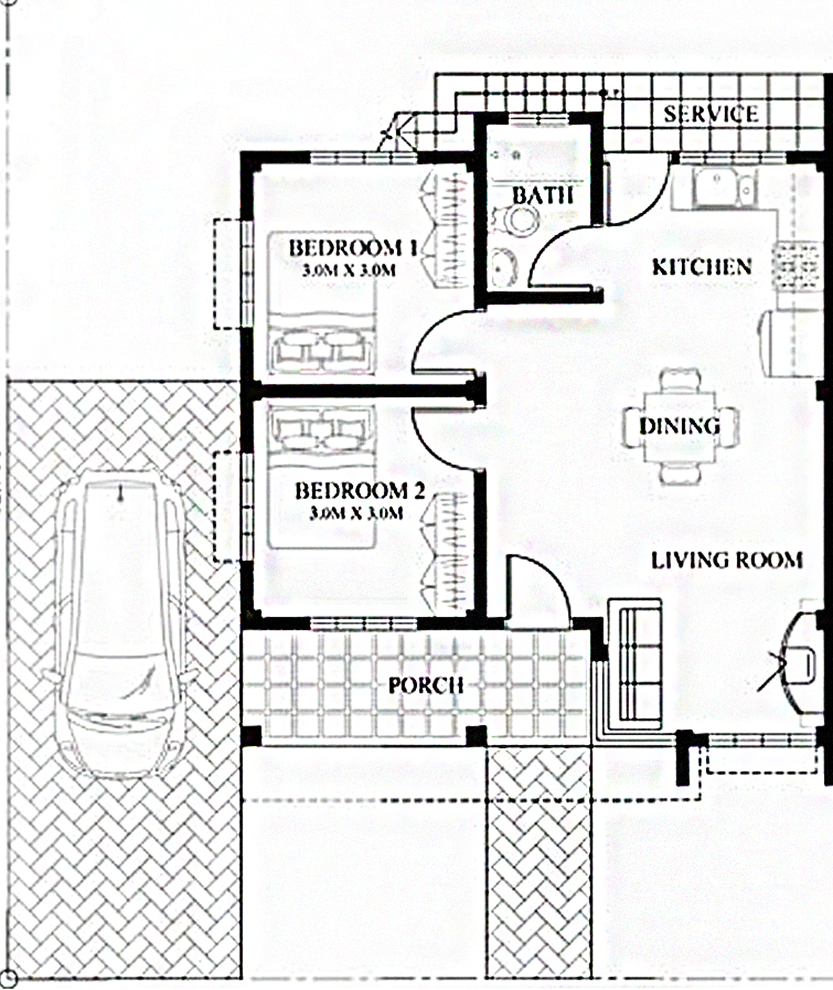 SERVICE
BATH
BEDROOM 1
3.0M X 3.0M
KITCHEN
DINING
BEDROOM 2
3.0M X 3.0M
LIVING ROOM
PORCH